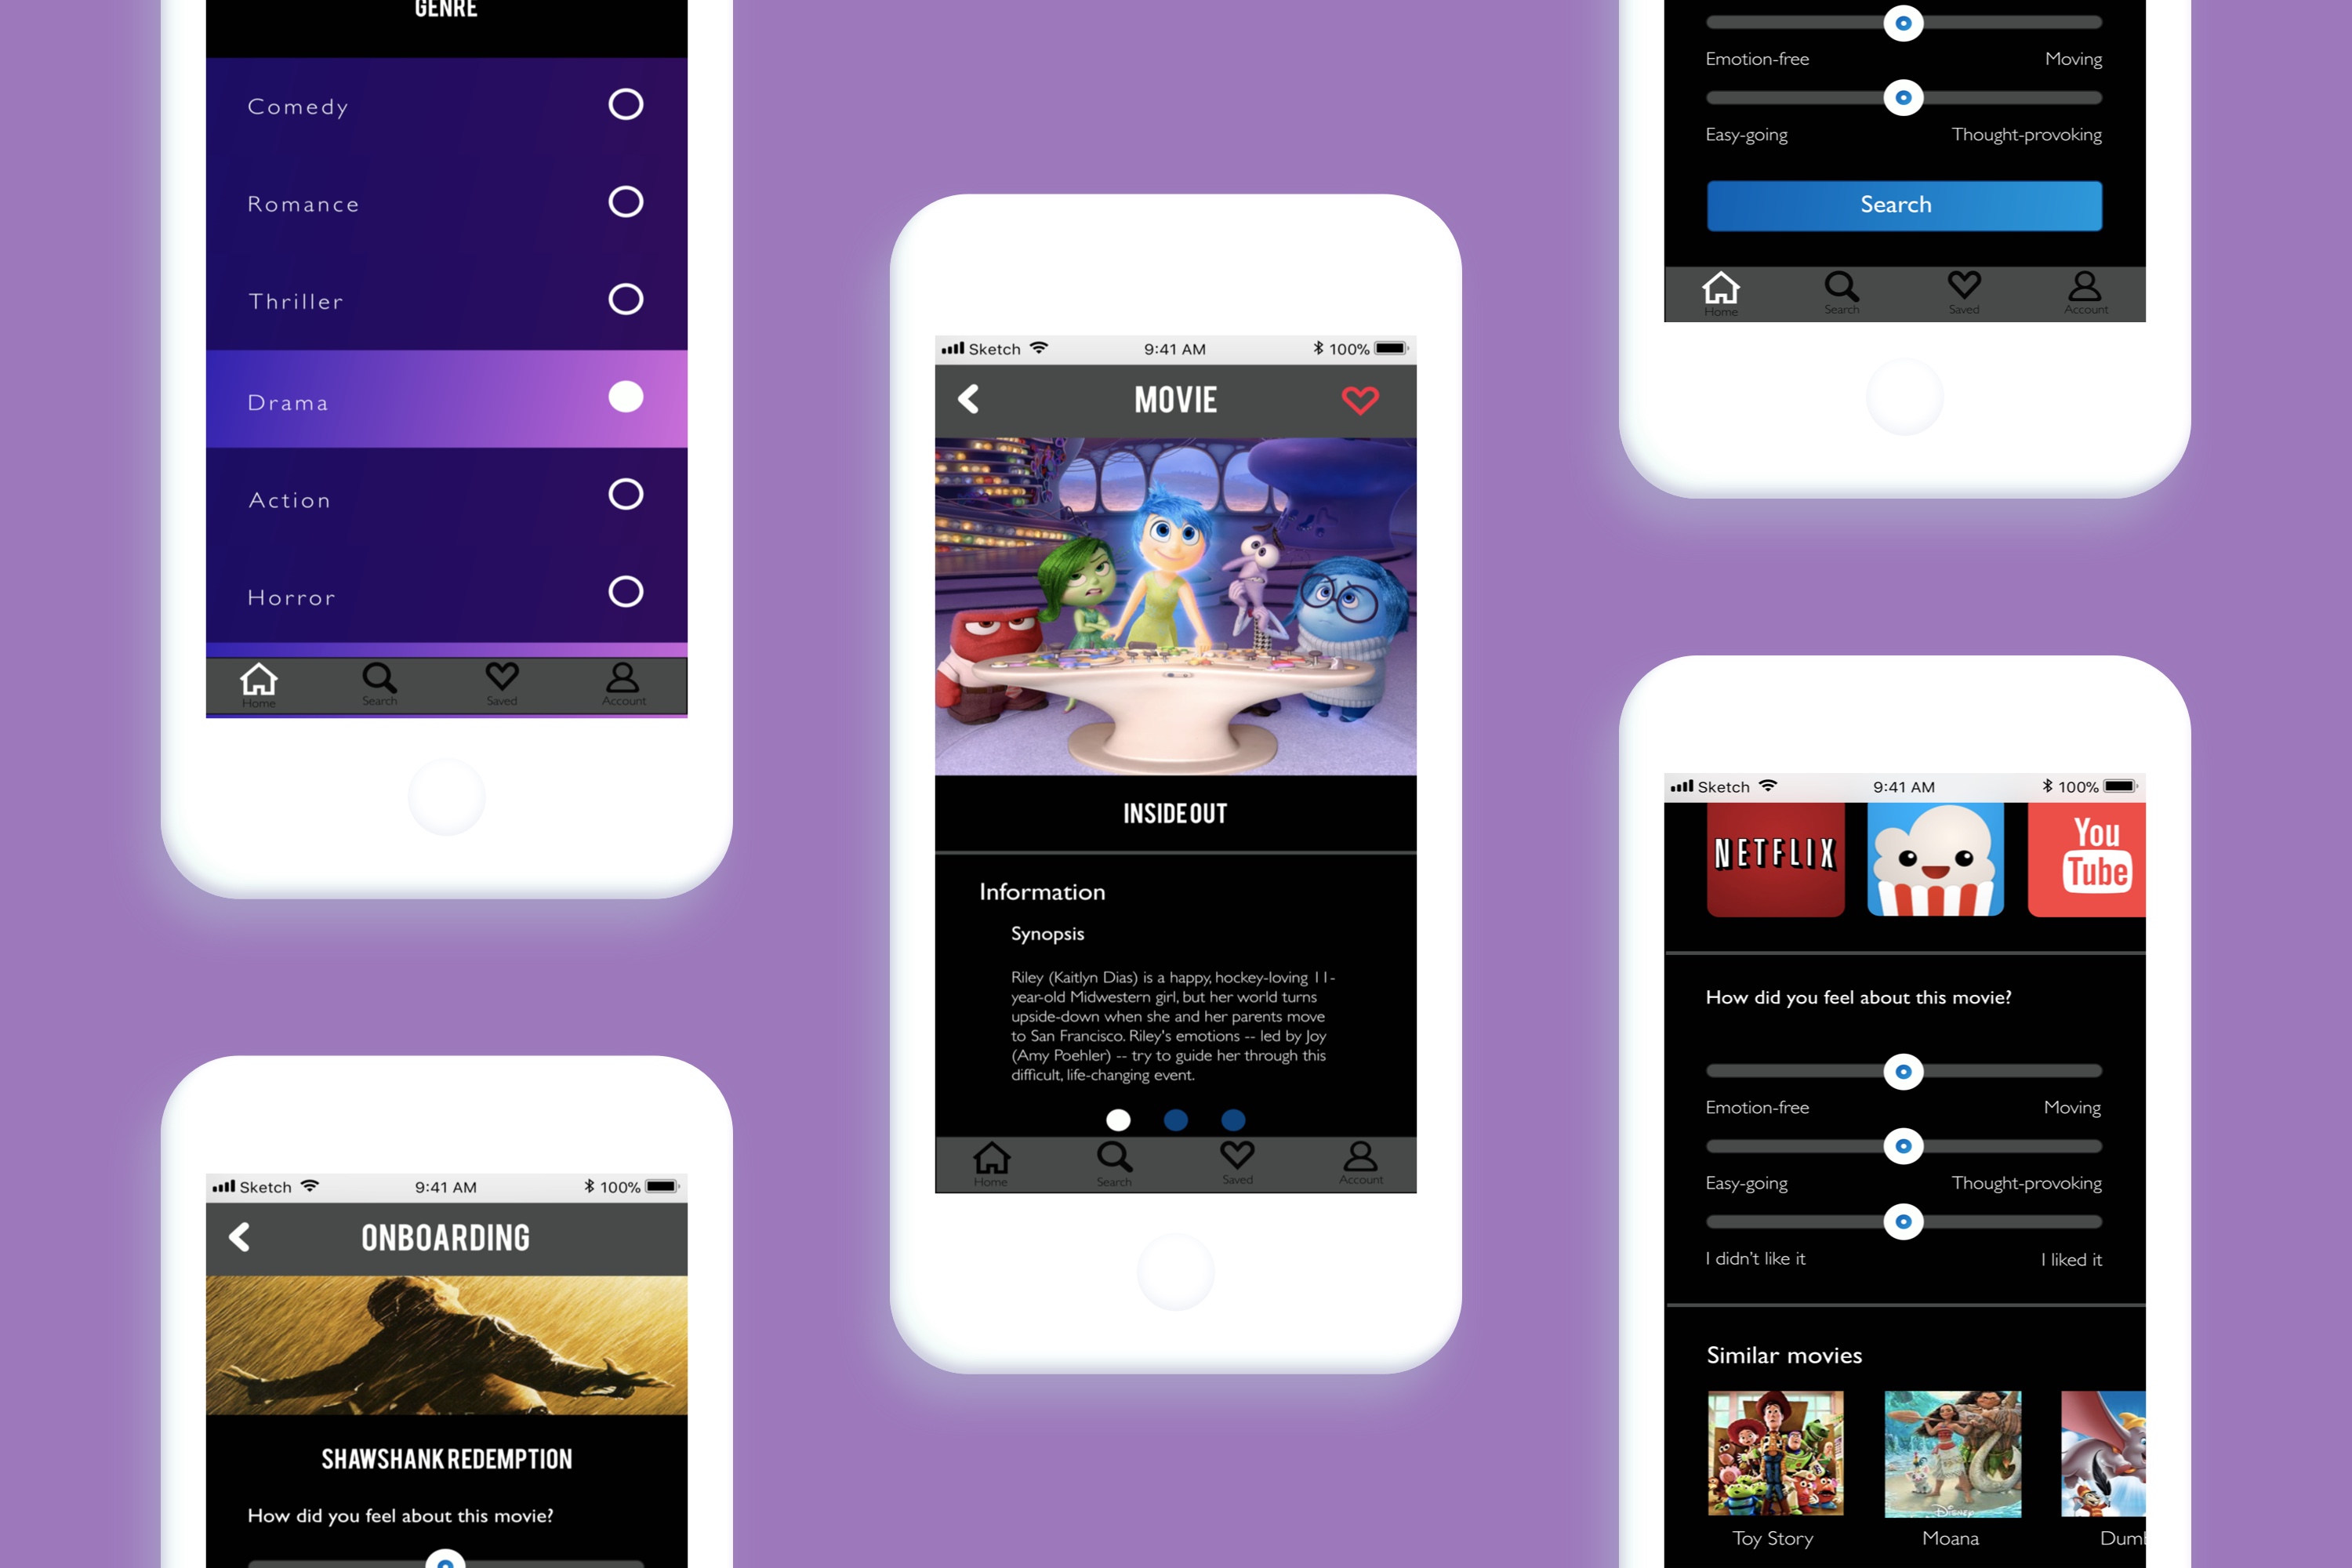 GENRE
Comedy
Romance
Thriller
Drama
Action
Horror
Home Search Saved Account
Sketch 9:41 AM 100%
ONBOARDING
SHAWSHANK REDEMPTION
How did you feel about this movie?
Sketch 9:41 AM 100%
MOVIE
INSIDE OUT
Information
Synopsis
Riley (Kaitlyn Dias) is a happy, hockey-loving 11-
year-old Midwestern girl, but her world turns
upside-down when she and her parents move
to San Francisco. Riley's emotions -- led by Joy
(Amy Poehler) -- try to guide her through this
difficult, life-changing event.
Home Search Saved Account
Emotion-free Moving
Easy-going Thought-provoking
Search
Home Search Saved Account
Sketch 9:41 AM 100%
NETFLIX
You
Tube
How did you feel about this movie?
Emotion-free Moving
Easy-going Thought-provoking
I didn't like it I liked it
Similar movies
Disney
Toy Story Moana Dum